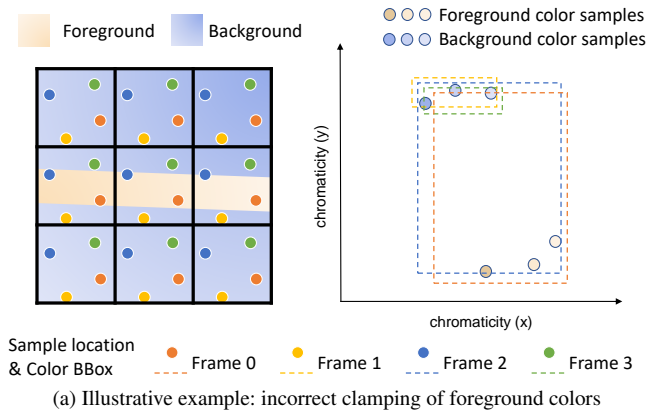 Foreground Background
Foreground color samples
Background color samples
chromaticity (y)
chromaticity (x)
Sample location
& Color BBox
Frame 0 Frame 1 Frame 2 Frame 3
(a) Illustrative example: incorrect clamping of foreground colors